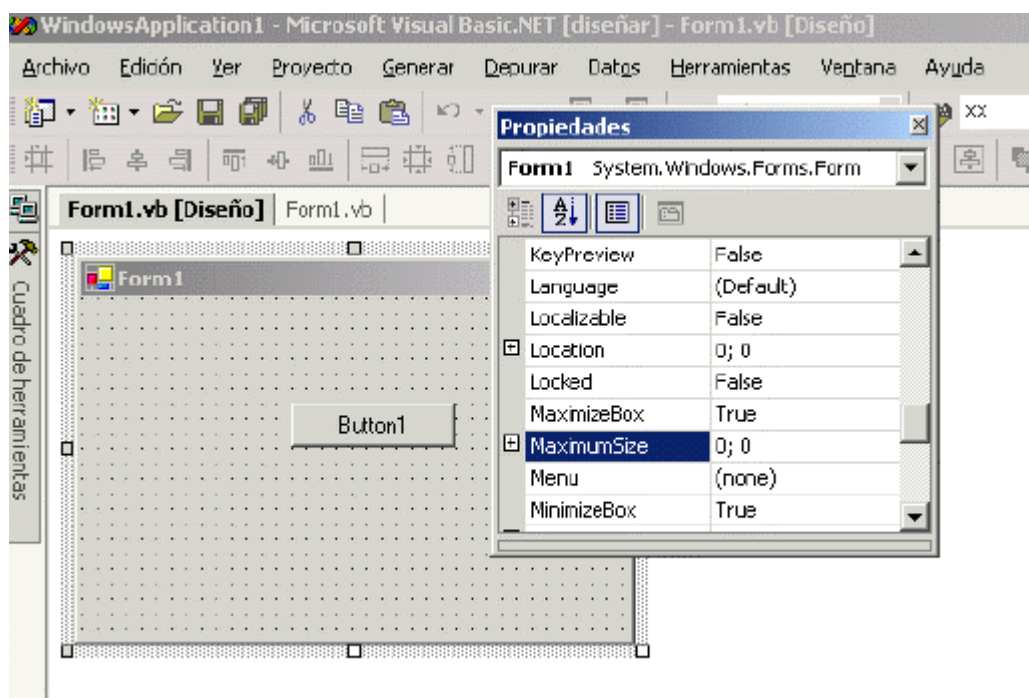 WindowsApplication1 - Microsoft Visual Basic.NET [diseñar] - Form1.vb [Diseño]
Archivo Edición Ver Proyecto Generar Depurar Datos Herramientas Ventana Ayuda
XX
Propiedades
Form1 System.Windows.Forms.Form
Form1.vb [Diseño] Form1.vb
Cuadro de herramientas
Form1
Button1
KeyPreview False
Language (Default)
Localizable False
Location 0; 0
Locked False
MaximizeBox True
MaximumSize 0; 0
Menu (none)
MinimizeBox True